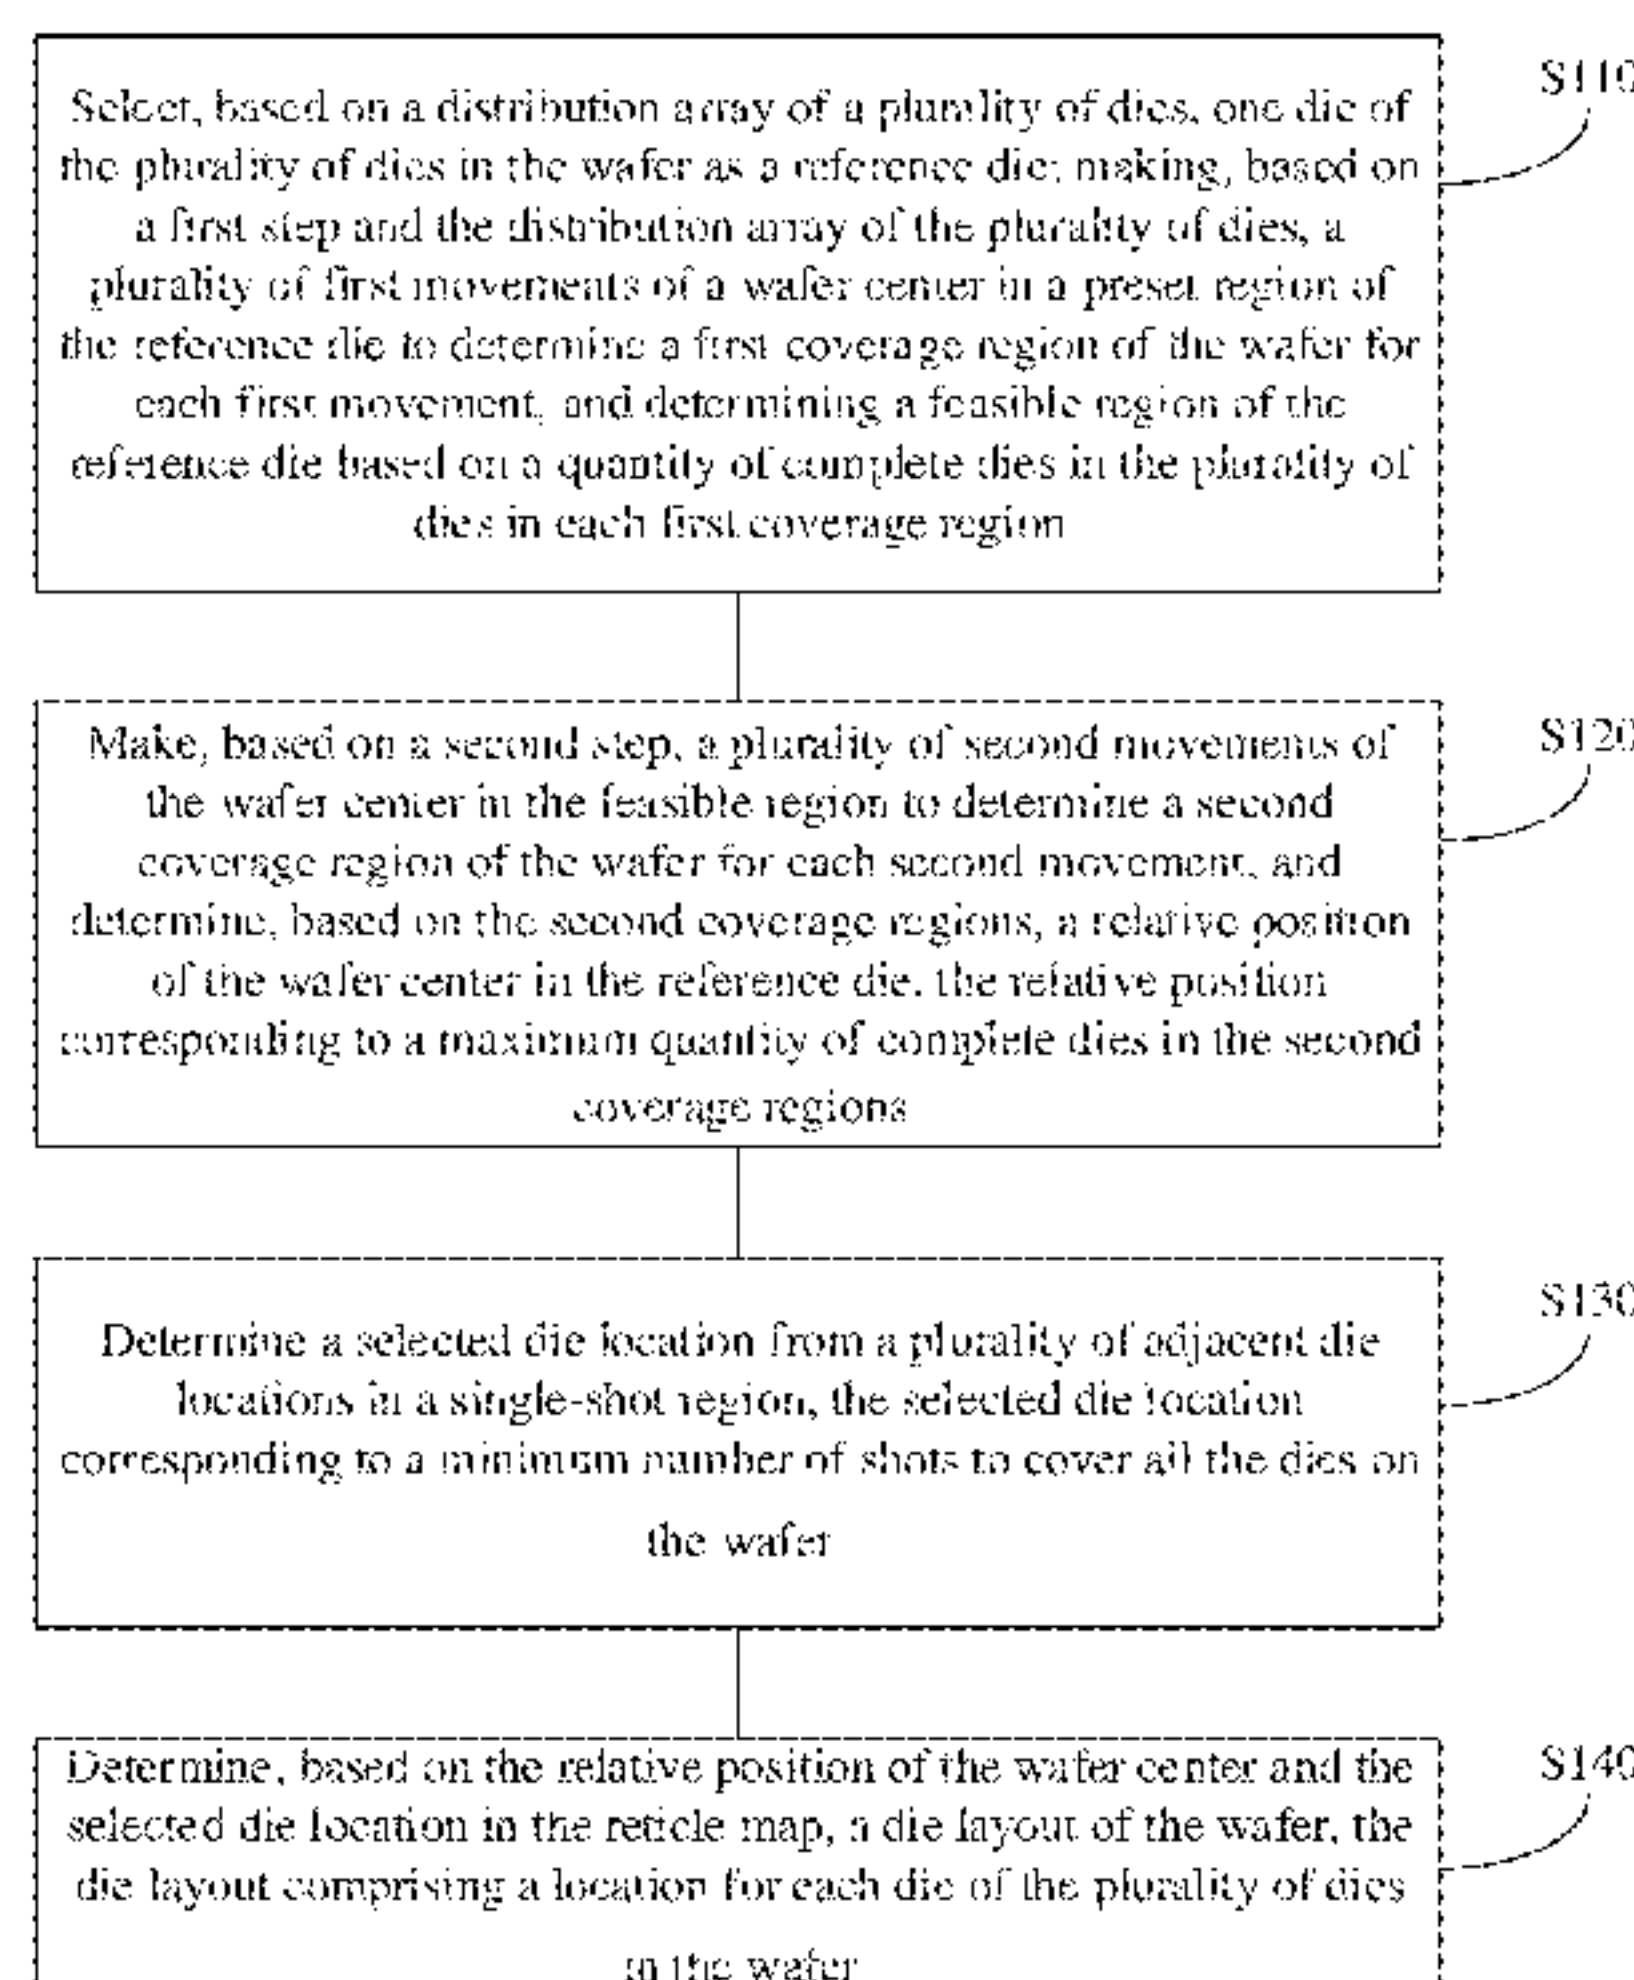 S110
Select, based on a distribution array of a plurality of dies, one die of
the plurality of dies in the wafer as a reference die; making, based on
a first step and the distribution array of the plurality of dies, a
plurality of first movements of a wafer center in a preset region of
the reference die to determine a first coverage region of the wafer for
each first movement, and determining a feasible region of the
reference die based on a quantity of complete dies in the plurality of
dies in each first coverage region
S120
Make, based on a second step, a plurality of second movements of
the wafer center in the feasible region to determine a second
coverage region of the wafer for each second movement, and
determine, based on the second coverage regions, a relative position
of the wafer center in the reference die, the relative position
corresponding to a maximum quantity of complete dies in the second
coverage regions
S130
Determine a selected die location from a plurality of adjacent die
locations in a single-shot region, the selected die location
corresponding to a minimum number of shots to cover all the dies on
the wafer
S140
Determine, based on the relative position of the wafer center and the
selected die location in the reticle map, a die layout of the wafer, the
die layout comprising a location for each die of the plurality of dies
in the wafer